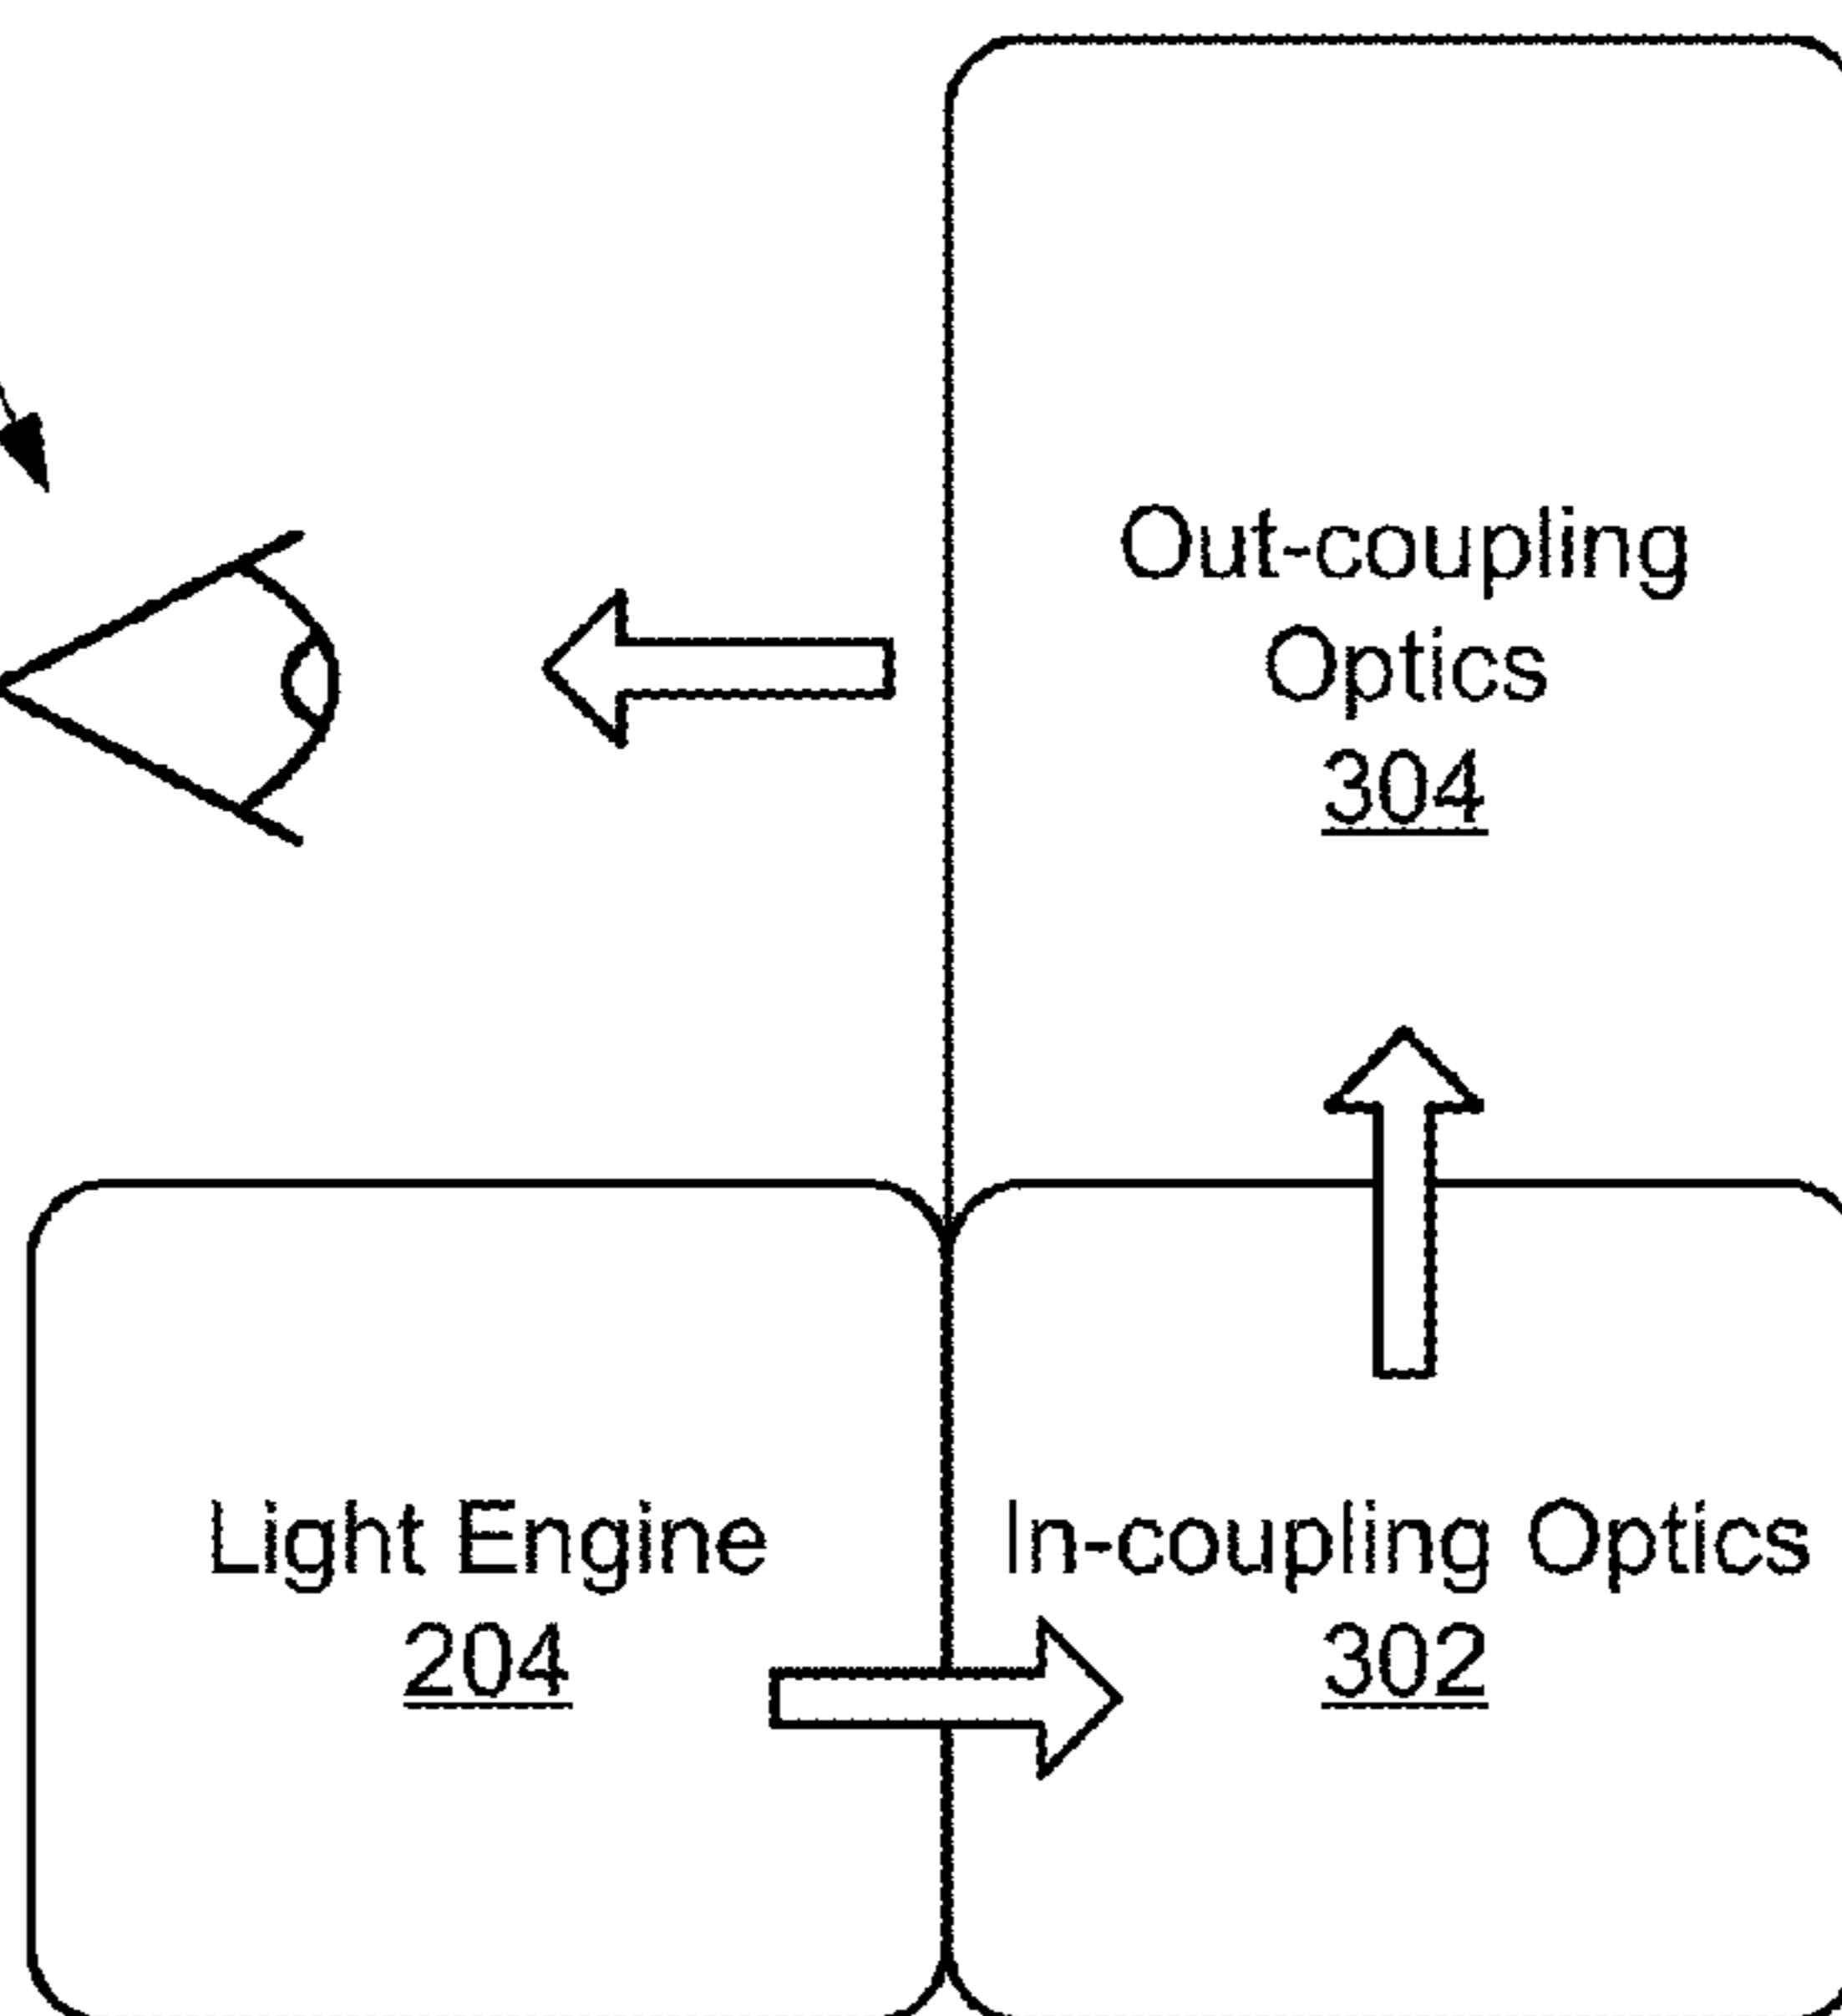 Out-coupling
Optics
304
Light Engine
204
In-coupling Optics
302